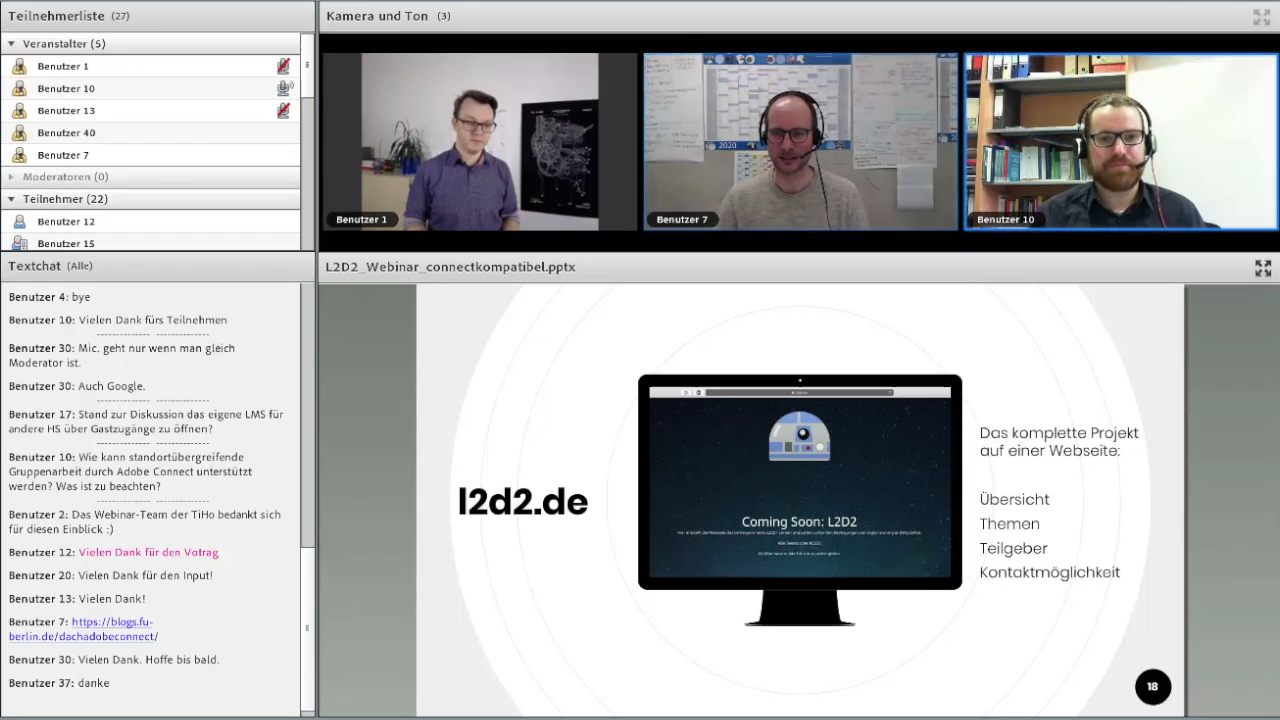 Teilnehmerliste (27)
Veranstalter (5)
Benutzer 1
Benutzer 10
Benutzer 13
Benutzer 40
Benutzer 7
Moderatoren (0)
Teilnehmer (22)
Benutzer 12
Benutzer 15
Textchat (Alle)
Benutzer 4: bye
Benutzer 10: Vielen Dank fürs Teilnehmen
Benutzer 30: Mic. geht nur wenn man gleich
Moderator ist.
Benutzer 30: Auch Google.
Benutzer 17: Stand zur Diskussion das eigene LMS für
andere HS über Gastzugänge zu öffnen?
Benutzer 10: Wie kann standortübergreifende
Gruppenarbeit durch Adobe Connect unterstützt
werden? Was ist zu beachten?
Benutzer 2: Das Webinar-Team der TiHo bedankt sich
für diesen Einblick :)
Benutzer 12: Vielen Dank für den Votrag
Benutzer 20: Vielen Dank für den Input!
Benutzer 13: Vielen Dank!
Benutzer 7: https://blogs.fu-
berlin.de/dachadobeconnect/
Benutzer 30: Vielen Dank. Hoffe bis bald.
Benutzer 37: danke
Kamera und Ton (3)
2020
Benutzer 1
Benutzer 7
Benutzer 10
L2D2_Webinar_connectkompatibel.pptx
l2d2.de
Coming Soon: L2D2
Das komplette Projekt
auf einer Webseite:
Übersicht
Themen
Teilgeber
Kontaktmöglichkeit
18